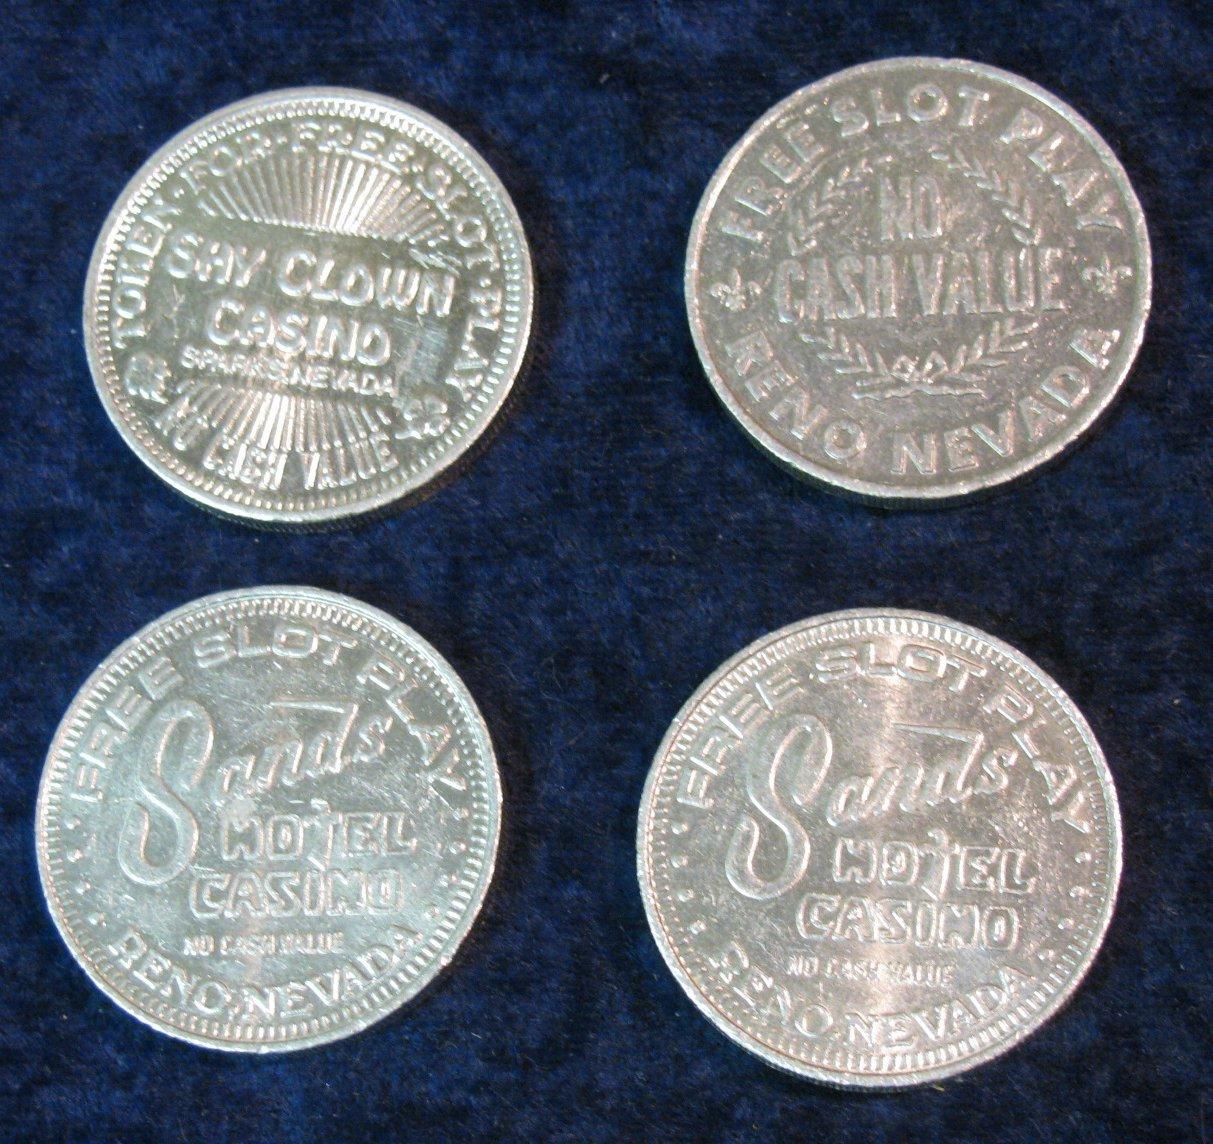 TOKEN · FOR · FREE · SLOT · PLAY
SHY CLOWN
CASINO
SPARKS NEVADA
NO CASH VALUE
FREE SLOT PLAY
NO
CASH VALUE
RENO NEVADA
FREE SLOT PLAY
Sands
HOTEL
CASINO
NO CASH VALUE
RENO, NEVADA
FREE SLOT PLAY
Sands
HOTEL
CASINO
NO CASH VALUE
RENO, NEVADA